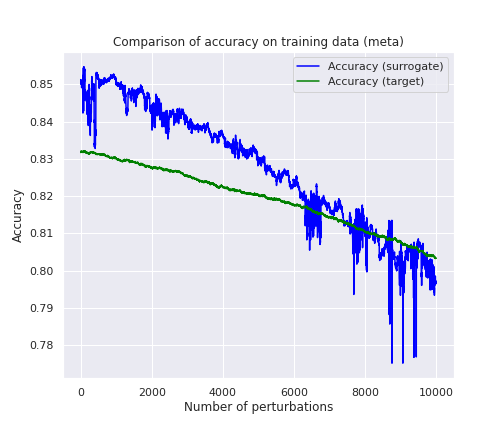 Comparison of accuracy on training data (meta)
Accuracy (surrogate)
Accuracy (target)
0.85
0.84
0.83
0.82
0.81
0.80
0.79
0.78
Accuracy
0 2000 4000 6000 8000 10000
Number of perturbations